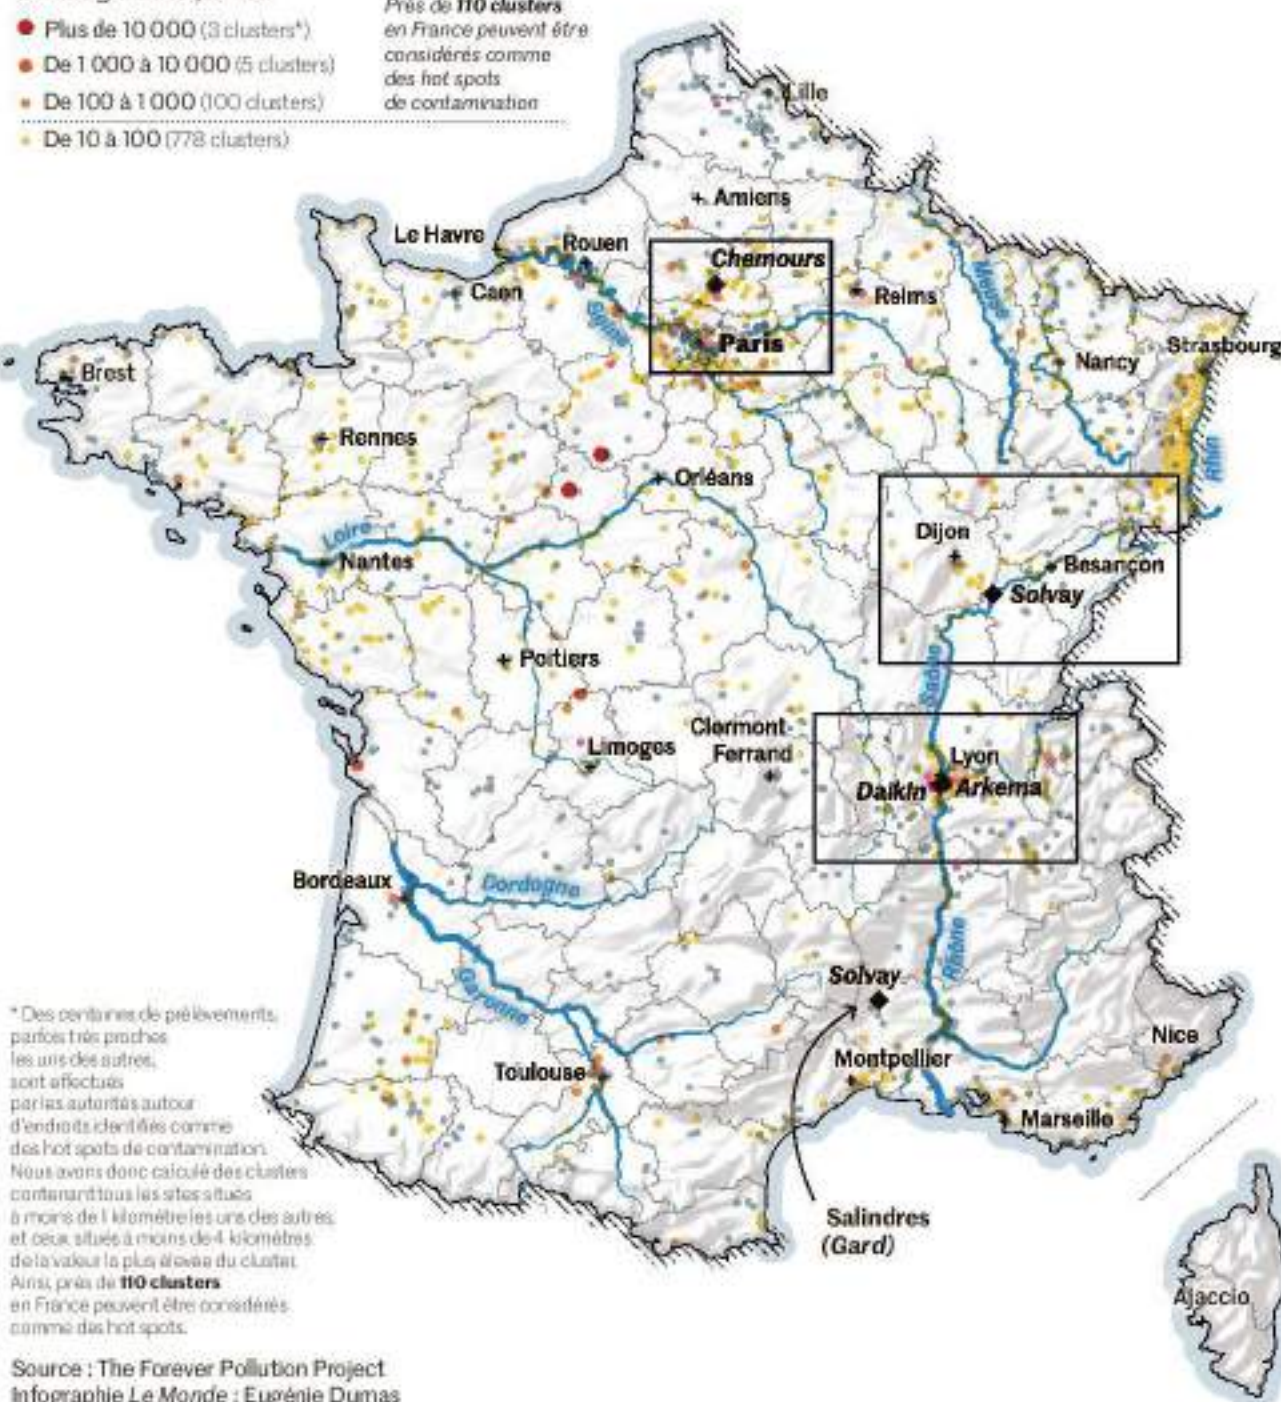 Plus de 10 000 (3 clusters*)
De 1 000 à 10 000 (5 clusters)
De 100 à 1 000 (100 clusters)
De 10 à 100 (778 clusters)
Près de 110 clusters
en France peuvent être
considérés comme
des hot spots
de contamination
Lille
Amiens
Le Havre
Rouen
Chemours
Caen
Reims
Meuse
Seine
Paris
Nancy
Strasbourg
Brest
Rennes
Rhin
Orléans
Dijon
Loire
Nantes
Besançon
Solvay
Poitiers
Saône
Clermont
Ferrand
Limoges
Lyon
Daikin
Arkema
Bordeaux
Dordogne
Rhône
Garonne
Solvay
Nice
Montpellier
Toulouse
Marseille
Salindres
(Gard)
Ajaccio
* Des centaines de prélèvements,
parfois très proches
les uns des autres,
sont effectués
par les autorités autour
d'endroits identifiés comme
des hot spots de contamination.
Nous avons donc calculé des clusters
contenant tous les sites situés
à moins de 1 kilomètre les uns des autres,
et ceux situés à moins de 4 kilomètres
de la valeur la plus élevée du cluster.
Ainsi, près de 110 clusters
en France peuvent être considérés
comme des hot spots.
Source : The Forever Pollution Project
Infographie Le Monde : Eugénie Dumas